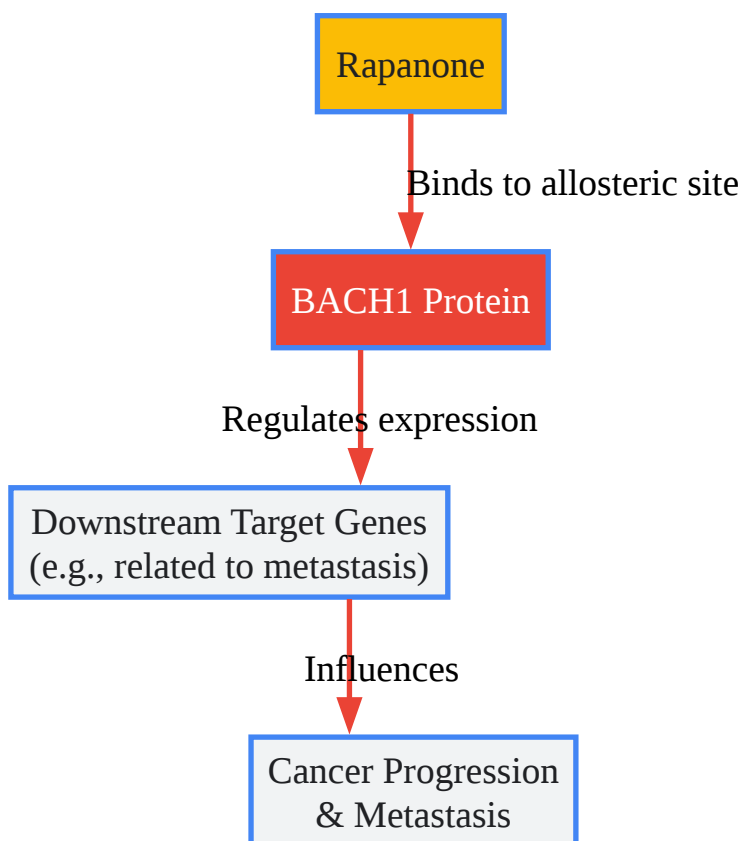 Rapanone
Binds to allosteric site
BACH1 Protein
Regulates expression
Downstream Target Genes
(e.g., related to metastasis)
Influences
Cancer Progression
& Metastasis